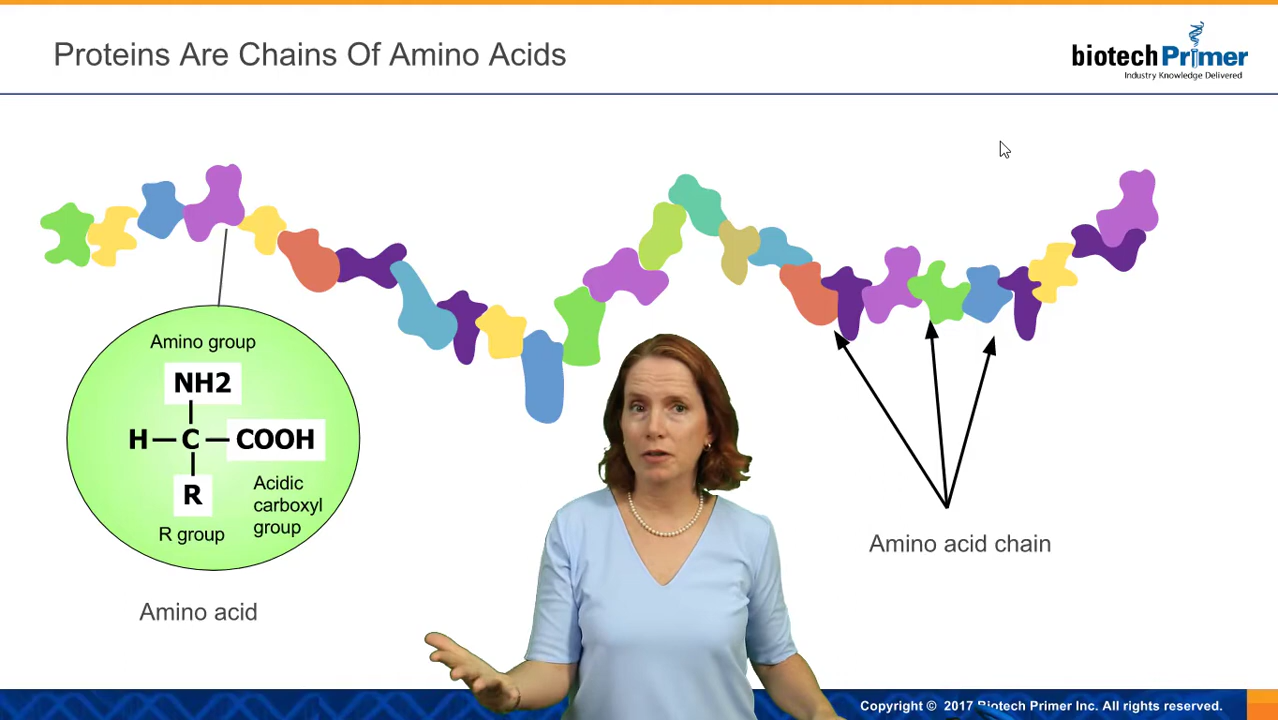 Proteins Are Chains Of Amino Acids
biotech Primer
Industry Knowledge Delivered
Amino group
NH2
H C COOH
R
Acidic
carboxyl
group
R group
Amino acid
Amino acid chain
Copyright © 2017 Biotech Primer Inc. All rights reserved.